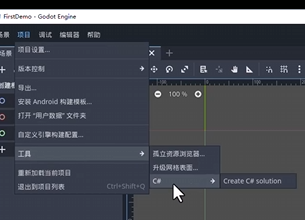 FirstDemo - Godot Engine
场景 项目 调试 编辑器 帮助
项目设置...
版本控制
导出...
安装 Android 构建模板...
打开“用户数据”文件夹
自定义引擎构建配置...
工具
重新加载当前项目
退出到项目列表 Ctrl+Shift+Q
孤立资源浏览器...
升级网格表面...
C#
Create C# solution
100 %